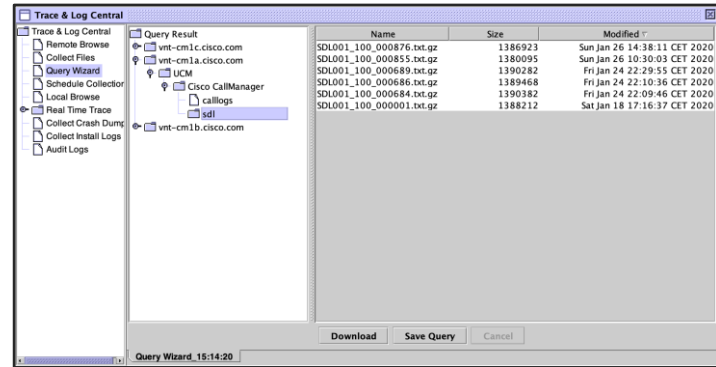 Trace & Log Central
Trace & Log Central
Remote Browse
Collect Files
Query Wizard
Schedule Collection
Local Browse
Real Time Trace
Collect Crash Dump
Collect Install Logs
Audit Logs
Query Result
vnt-cm1c.cisco.com
vnt-cm1a.cisco.com
UCM
Cisco CallManager
calllogs
sdl
vnt-cm1b.cisco.com
Name Size Modified
SDL001_100_000876.txt.gz 1386923 Sun Jan 26 14:38:11 CET 2020
SDL001_100_000855.txt.gz 1380095 Sun Jan 26 10:30:03 CET 2020
SDL001_100_000689.txt.gz 1390282 Fri Jan 24 22:29:55 CET 2020
SDL001_100_000686.txt.gz 1389468 Fri Jan 24 22:10:36 CET 2020
SDL001_100_000684.txt.gz 1390382 Fri Jan 24 22:09:46 CET 2020
SDL001_100_000001.txt.gz 1388212 Sat Jan 18 17:16:37 CET 2020
Download Save Query Cancel
Query Wizard_15:14:20